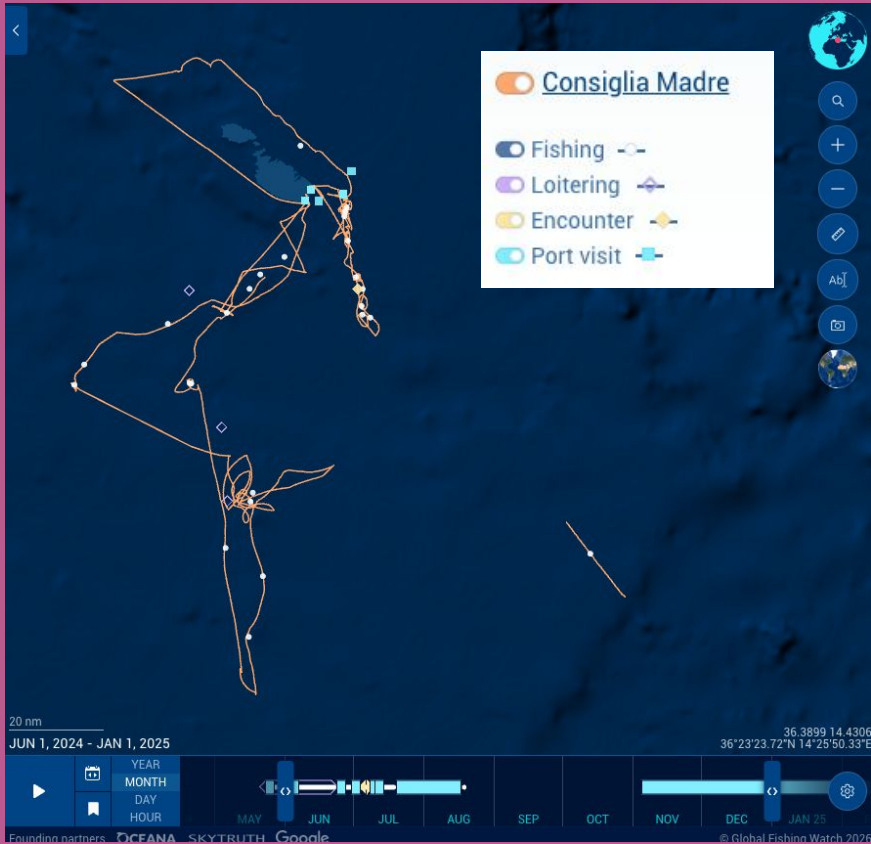 Consiglia Madre
Fishing
Loitering
Encounter
Port visit
Ab
20 nm
JUN 1, 2024 - JAN 1, 2025
36.3899 14.4306
36°23'23.72"N 14°25'50.33"E
YEAR
MONTH
DAY
HOUR
MAY JUN JUL AUG SEP OCT NOV DEC JAN 25
Founding partners OCEANA SKYTRUTH Google
© Global Fishing Watch 2026